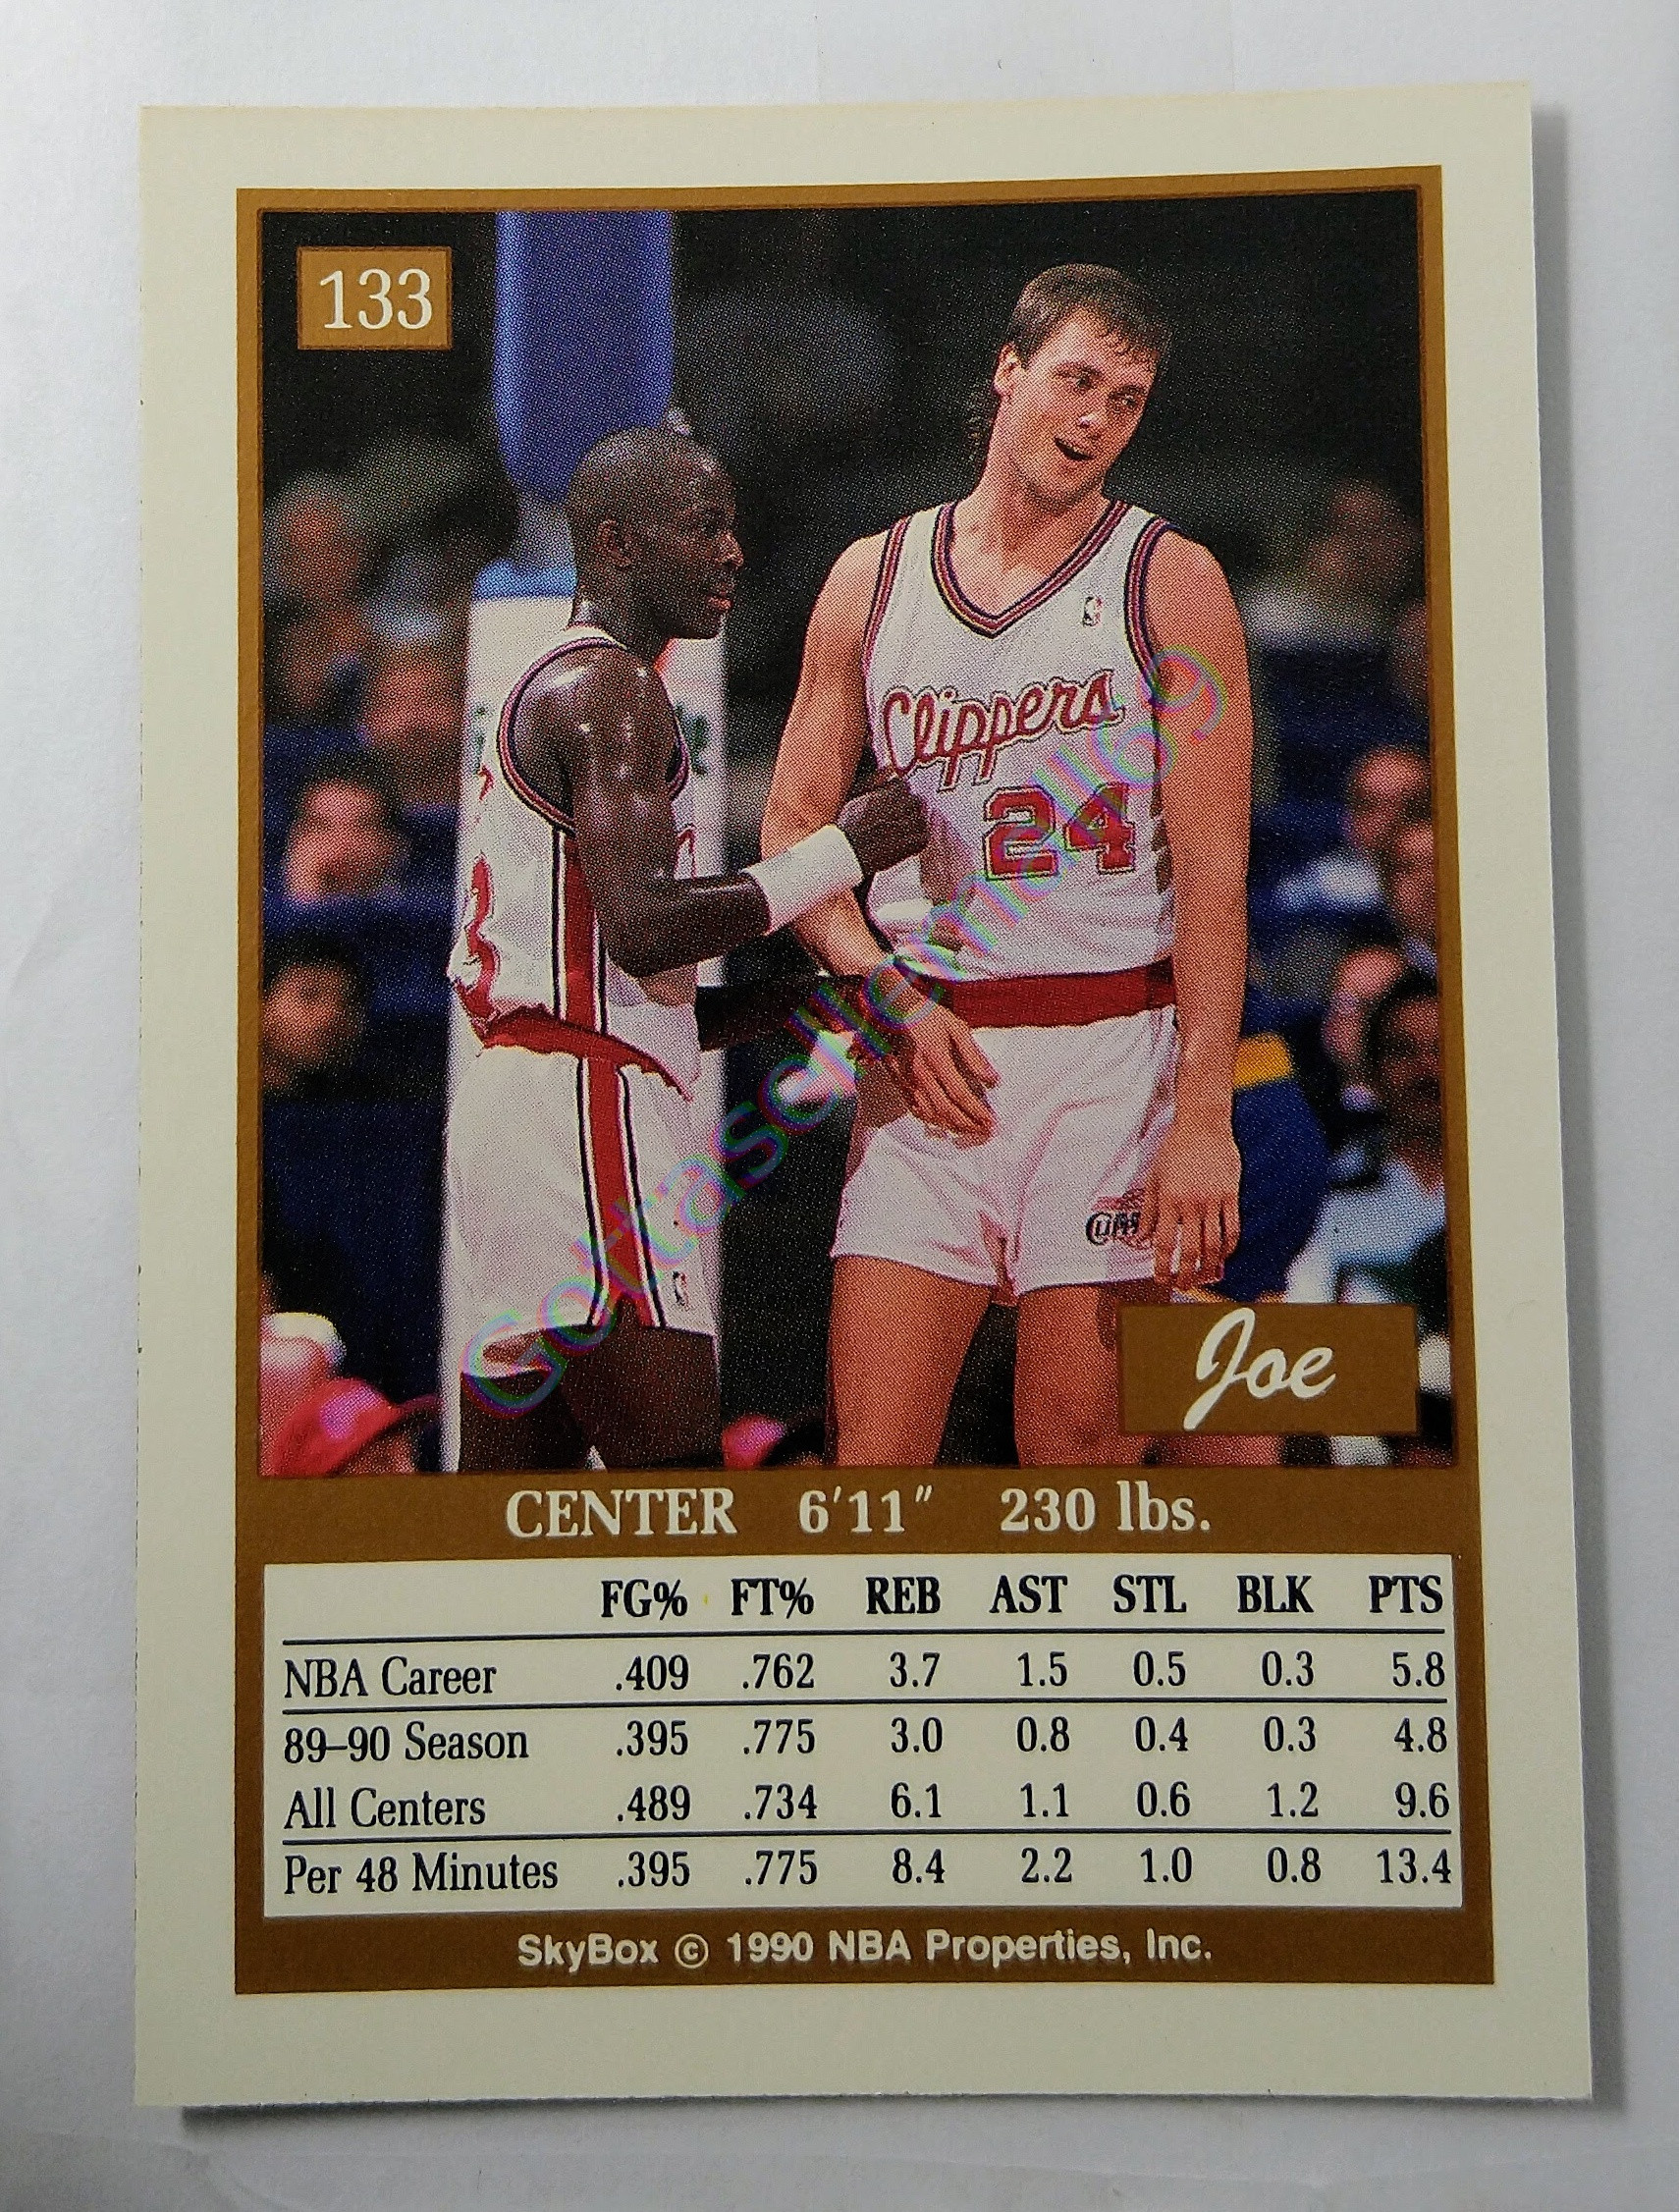 133
Clippers
24
Gottasellemall69
Joe
CENTER 6'11" 230 lbs.
FG% FT% REB AST STL BLK PTS
NBA Career .409 .762 3.7 1.5 0.5 0.3 5.8
89–90 Season .395 .775 3.0 0.8 0.4 0.3 4.8
All Centers .489 .734 6.1 1.1 0.6 1.2 9.6
Per 48 Minutes .395 .775 8.4 2.2 1.0 0.8 13.4
SkyBox © 1990 NBA Properties, Inc.